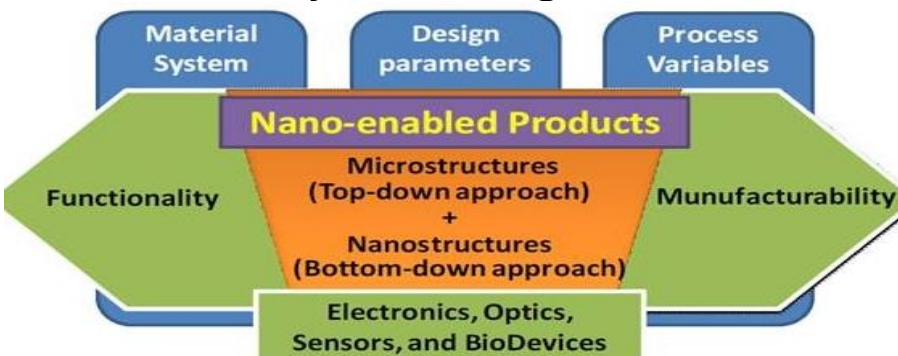 Material
System
Design
parameters
Process
Variables
Nano-enabled Products
Microstructures
(Top-down approach)
+
Nanostructures
(Bottom-down approach)
Functionality
Munufacturability
Electronics, Optics,
Sensors, and BioDevices